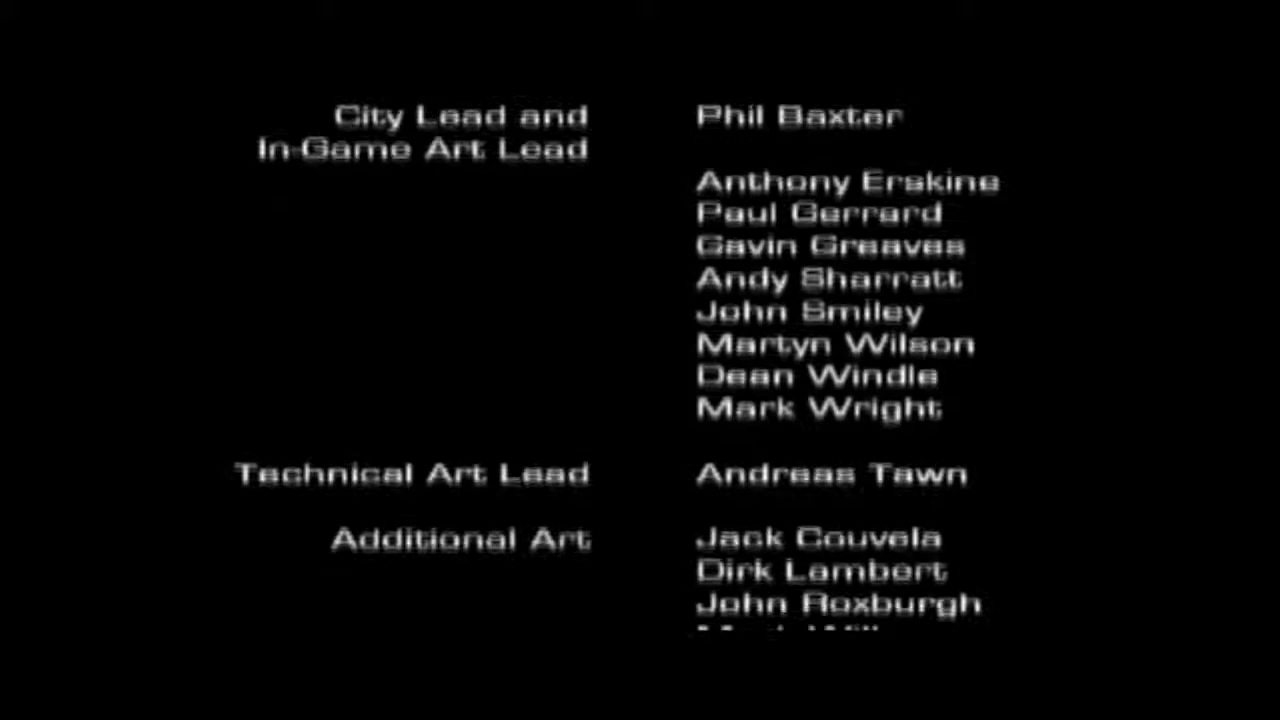 City Lead and
In-Game Art Lead
Phil Baxter
Anthony Erskine
Paul Gerrard
Gavin Greaves
Andy Sharratt
John Smiley
Martyn Wilson
Dean Windle
Mark Wright
Technical Art Lead
Andreas Tawn
Additional Art
Jack Couvela
Dirk Lambert
John Roxburgh